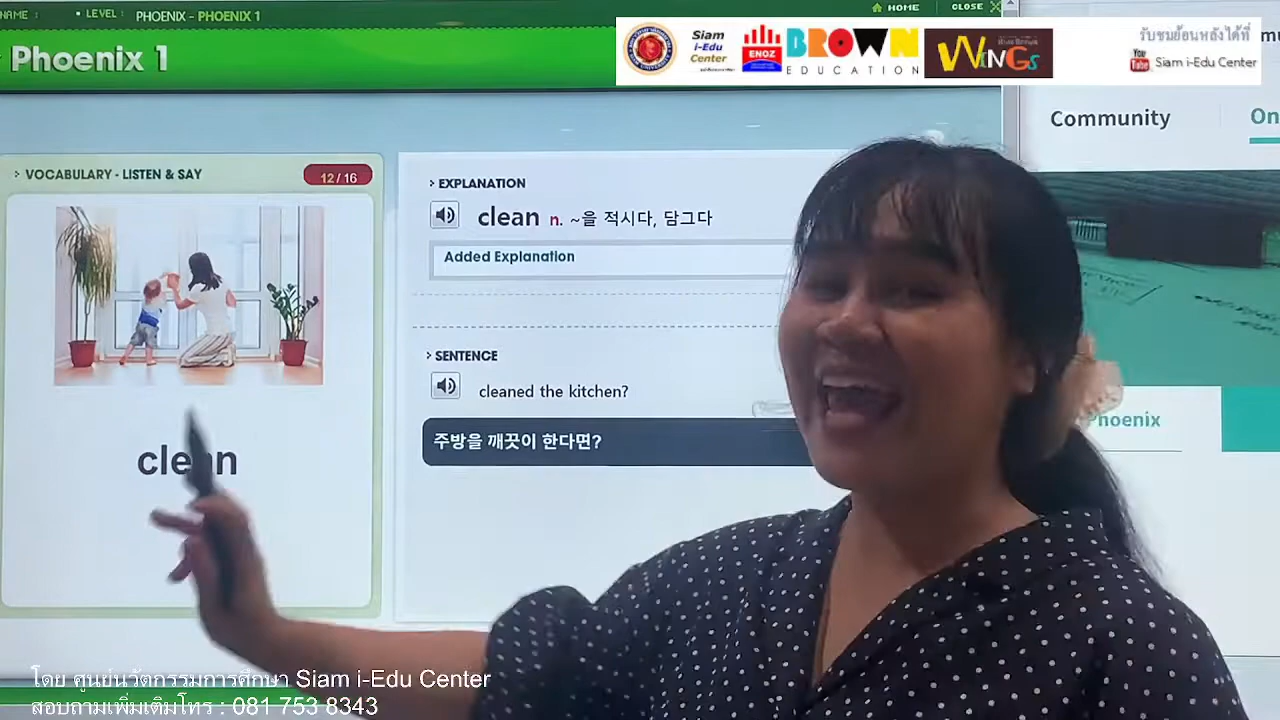 NAME :
• LEVEL : PHOENIX - PHOENIX 1
HOME
CLOSE
Phoenix 1
Siam
i-Edu
Center
ENOZ
BROWN
EDUCATION
WiNGs
รับชมย้อนหลังได้ที่
You
Tube
Siam i-Edu Center
Community
On
> VOCABULARY - LISTEN & SAY
12 / 16
clean
> EXPLANATION
clean n. ~을 적시다, 담그다
Added Explanation
> SENTENCE
cleaned the kitchen?
주방을 깨끗이 한다면?
Phoenix
โดย ศูนย์นวัตกรรมการศึกษา Siam i-Edu Center
สอบถามเพิ่มเติมโทร : 081 753 8343